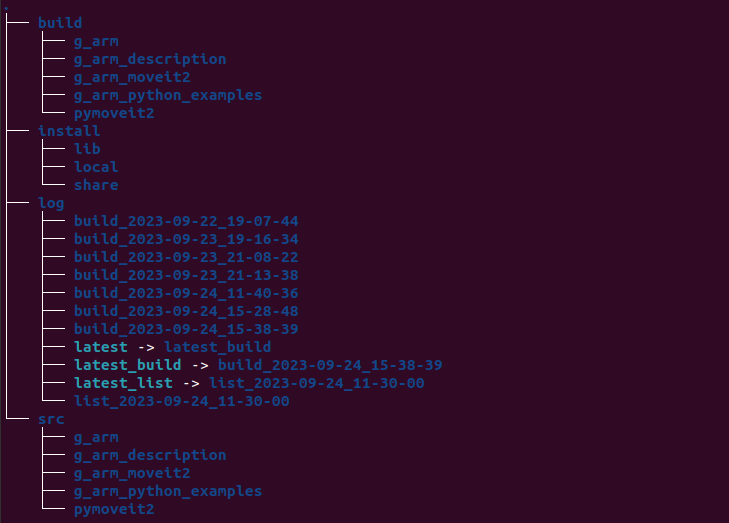 .
├── build
│   ├── g_arm
│   ├── g_arm_description
│   ├── g_arm_moveit2
│   ├── g_arm_python_examples
│   └── pymoveit2
├── install
│   ├── lib
│   ├── local
│   └── share
├── log
│   ├── build_2023-09-22_19-07-44
│   ├── build_2023-09-23_19-16-34
│   ├── build_2023-09-23_21-08-22
│   ├── build_2023-09-23_21-13-38
│   ├── build_2023-09-24_11-40-36
│   ├── build_2023-09-24_15-28-48
│   ├── build_2023-09-24_15-38-39
│   ├── latest -> latest_build
│   ├── latest_build -> build_2023-09-24_15-38-39
│   ├── latest_list -> list_2023-09-24_11-30-00
│   └── list_2023-09-24_11-30-00
└── src
    ├── g_arm
    ├── g_arm_description
    ├── g_arm_moveit2
    ├── g_arm_python_examples
    └── pymoveit2